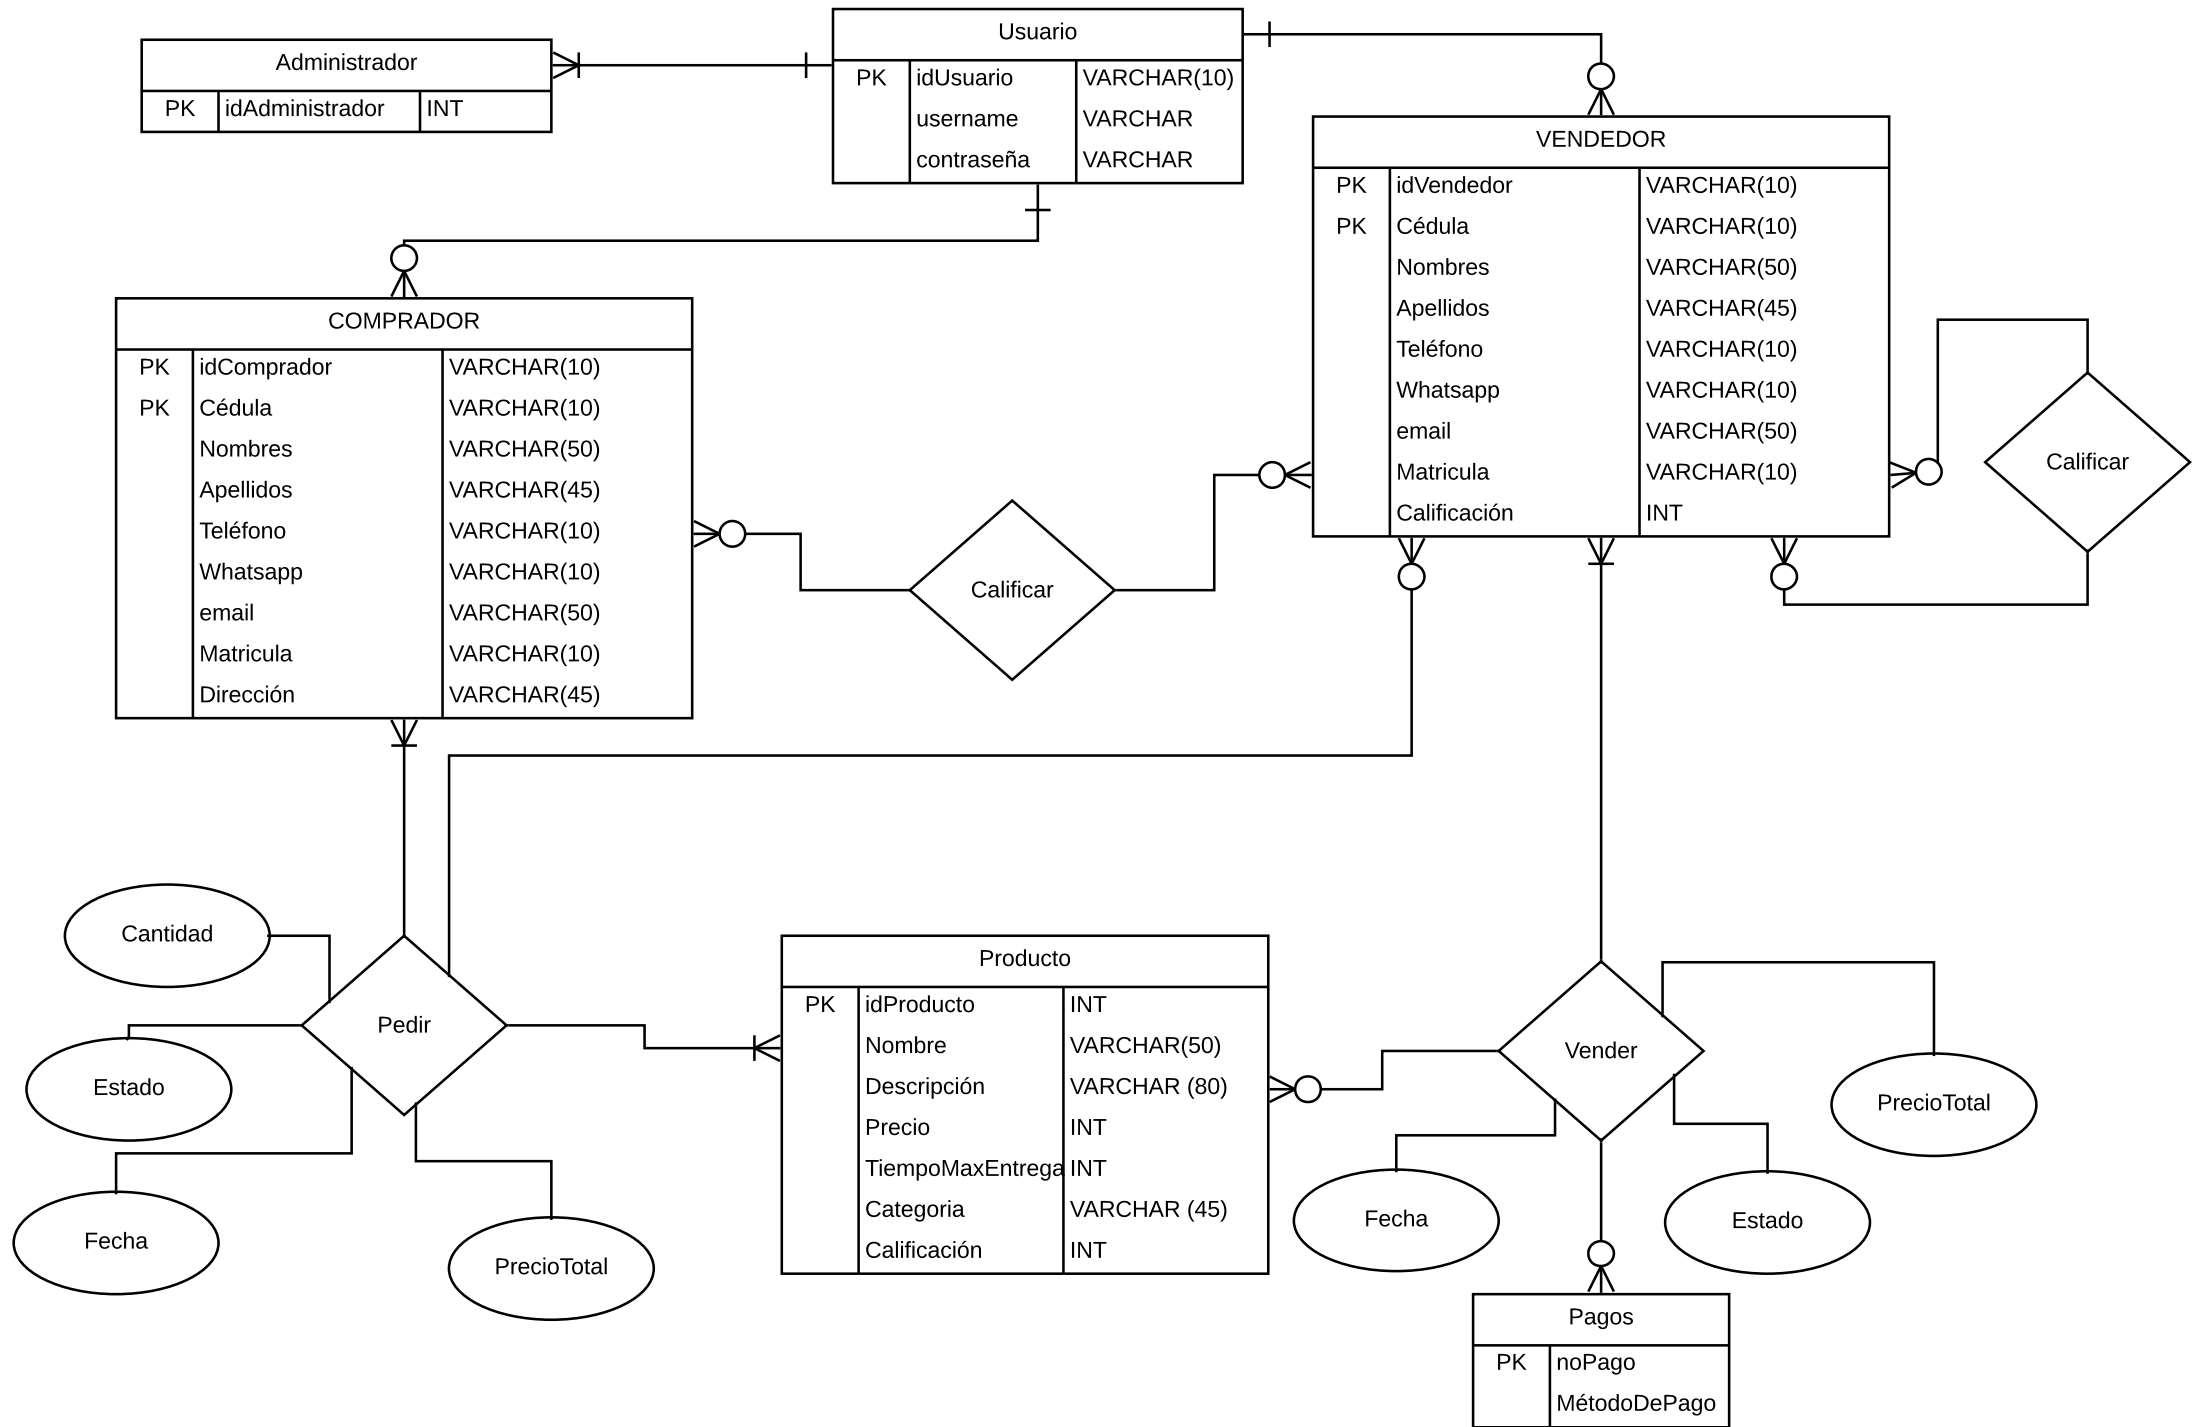 Usuario
PK idUsuario VARCHAR(10)
username VARCHAR
contraseña VARCHAR
Administrador
PK idAdministrador INT
VENDEDOR
PK idVendedor VARCHAR(10)
PK Cédula VARCHAR(10)
Nombres VARCHAR(50)
Apellidos VARCHAR(45)
Teléfono VARCHAR(10)
Whatsapp VARCHAR(10)
email VARCHAR(50)
Matricula VARCHAR(10)
Calificación INT
Calificar
COMPRADOR
PK idComprador VARCHAR(10)
PK Cédula VARCHAR(10)
Nombres VARCHAR(50)
Apellidos VARCHAR(45)
Teléfono VARCHAR(10)
Whatsapp VARCHAR(10)
email VARCHAR(50)
Matricula VARCHAR(10)
Dirección VARCHAR(45)
Calificar
Cantidad
Pedir
Estado
Fecha
PrecioTotal
Producto
PK idProducto INT
Nombre VARCHAR(50)
Descripción VARCHAR (80)
Precio INT
TiempoMaxEntrega INT
Categoria VARCHAR (45)
Calificación INT
Vender
PrecioTotal
Fecha
Estado
Pagos
PK noPago
MétodoDePago